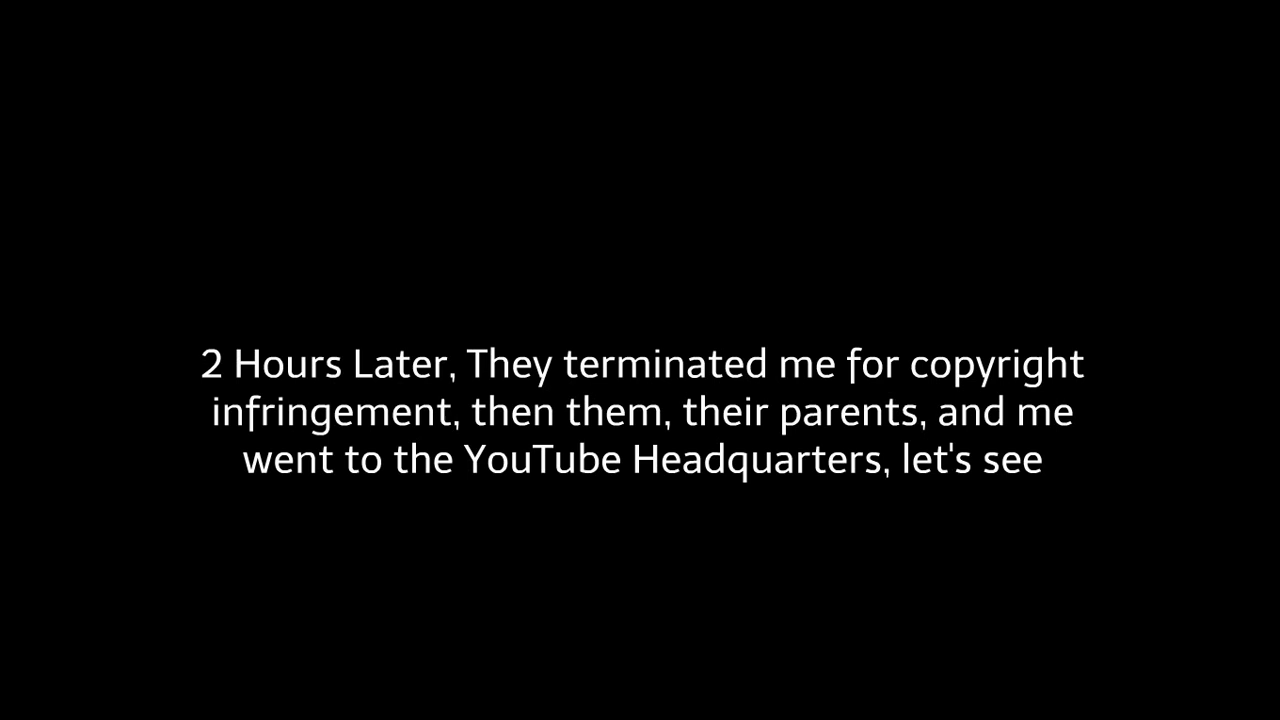 2 Hours Later, They terminated me for copyright
infringement, then them, their parents, and me
went to the YouTube Headquarters, let's see